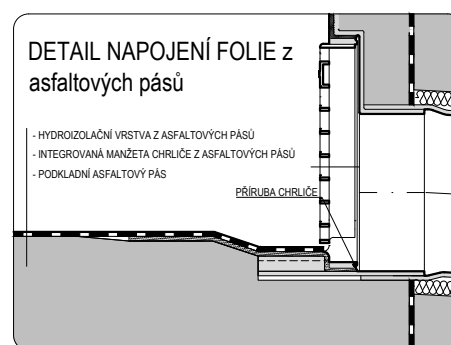 DETAIL NAPOJENÍ FOLIE z
asfaltových pásů
- HYDROIZOLAČNÍ VRSTVA Z ASFALTOVÝCH PÁSŮ
- INTEGROVANÁ MANŽETA CHRLIČE Z ASFALTOVÝCH PÁSŮ
- PODKLADNÍ ASFALTOVÝ PÁS
PŘÍRUBA CHRLIČE